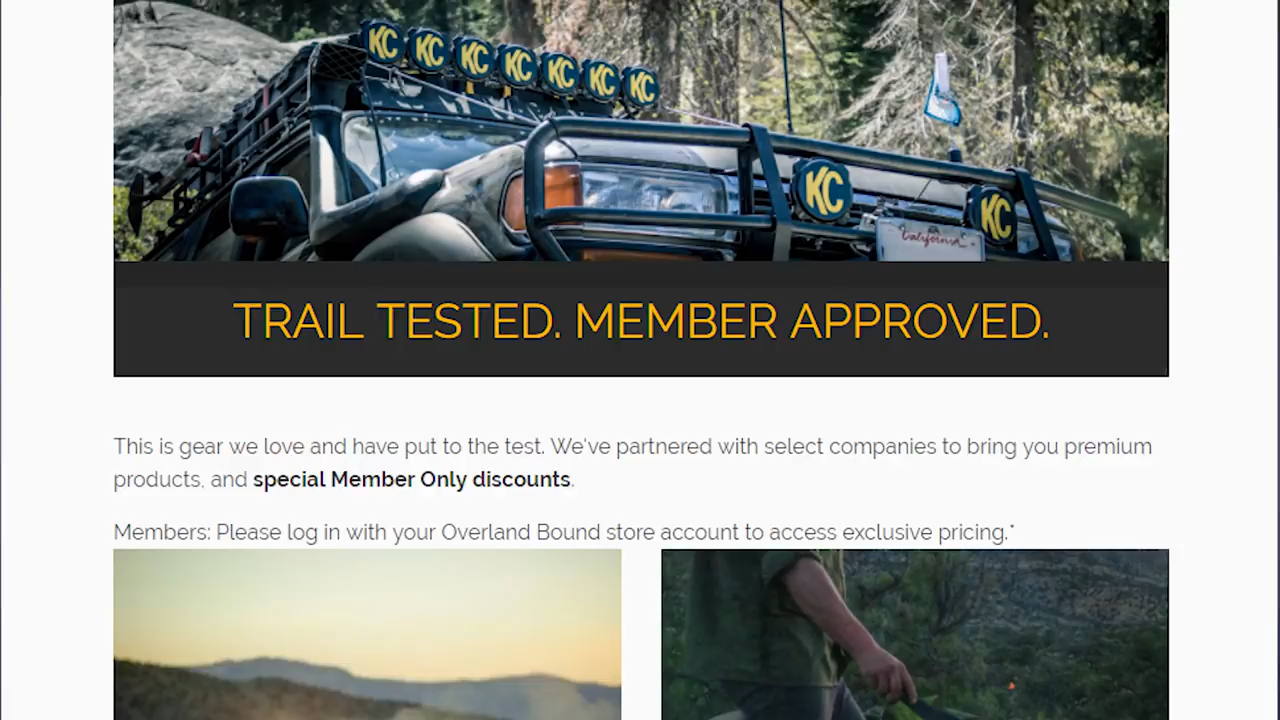 KC KC KC KC KC KC KC
KC
KC
California
TRAIL TESTED. MEMBER APPROVED.
This is gear we love and have put to the test. We've partnered with select companies to bring you premium
products, and special Member Only discounts.
Members: Please log in with your Overland Bound store account to access exclusive pricing.*